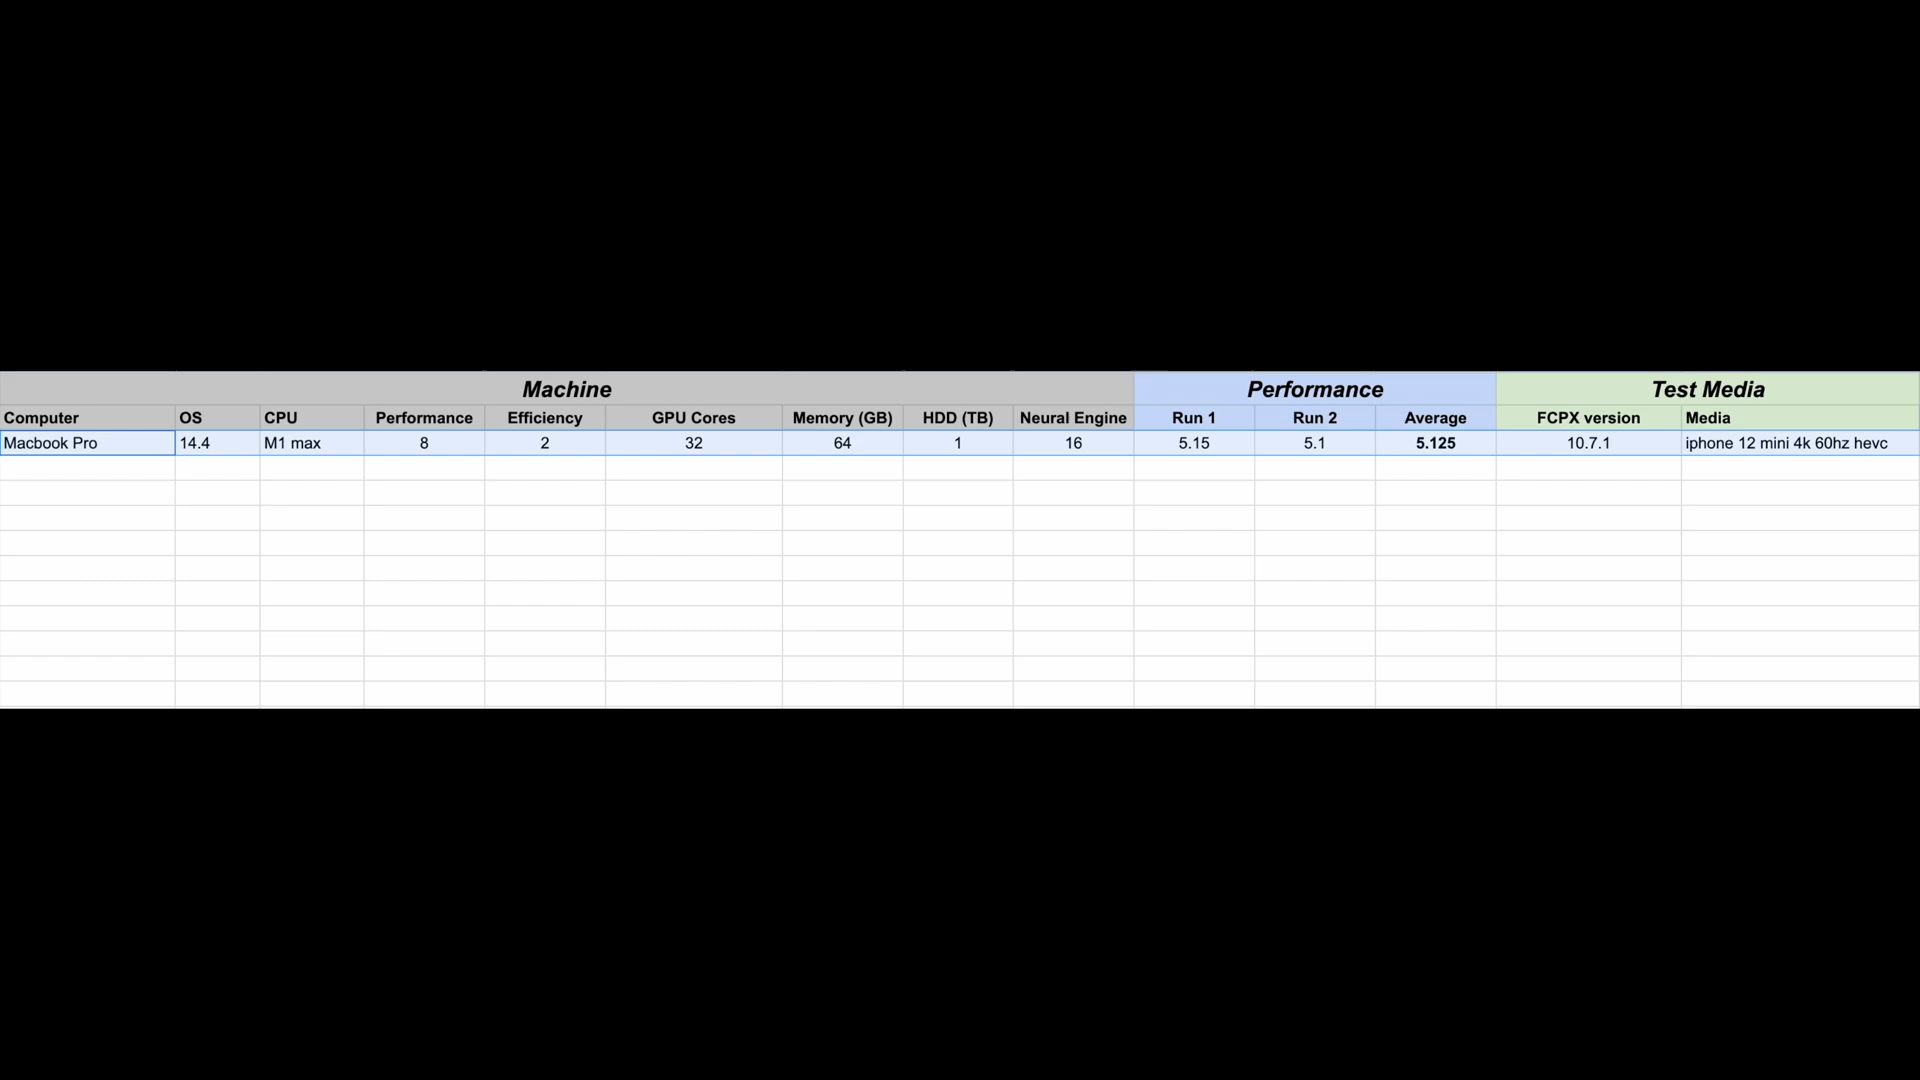 Machine Performance Test Media
Computer OS CPU Performance Efficiency GPU Cores Memory (GB) HDD (TB) Neural Engine Run 1 Run 2 Average FCPX version Media
Macbook Pro 14.4 M1 max 8 2 32 64 1 16 5.15 5.1 5.125 10.7.1 iphone 12 mini 4k 60hz hevc